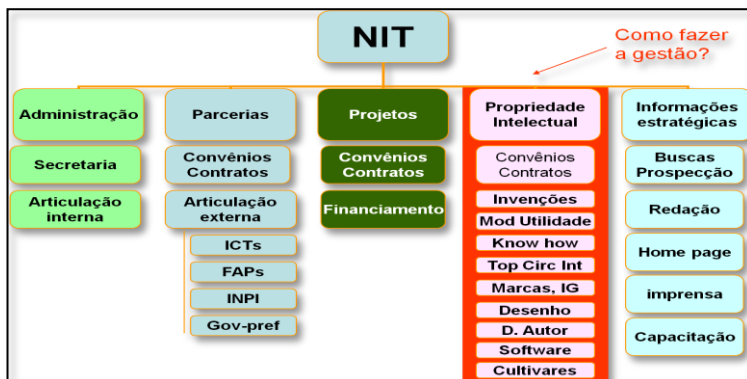 NIT
Como fazer
a gestão?
Administração
Secretaria
Articulação
interna
Parcerias
Convênios
Contratos
Articulação
externa
ICTs
FAPs
INPI
Gov-pref
Projetos
Convênios
Contratos
Financiamento
Propriedade
Intelectual
Convênios
Contratos
Invenções
Mod Utilidade
Know how
Top Circ Int
Marcas, IG
Desenho
D. Autor
Software
Cultivares
Informações
estratégicas
Buscas
Prospecção
Redação
Home page
imprensa
Capacitação